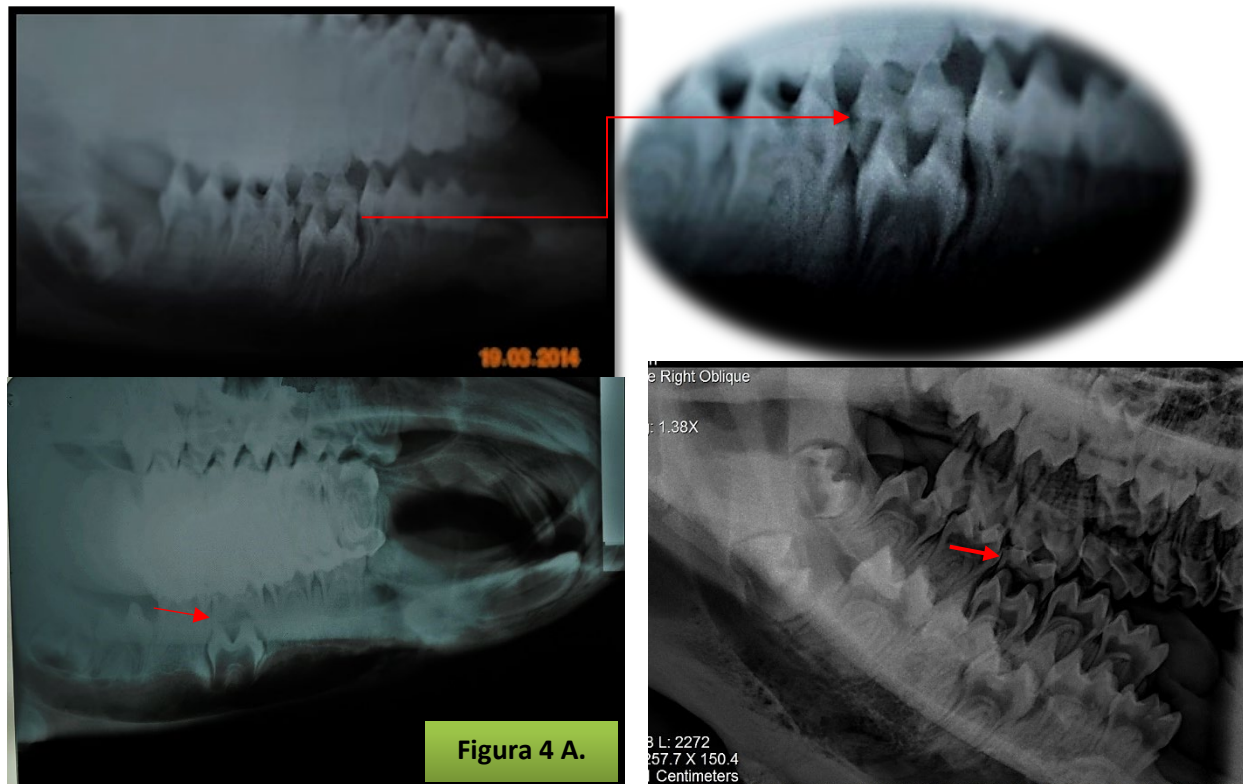 19.03.2014
e Right Oblique
: 1.38X
Figura 4 A.
L: 2272
257.7 X 150.4
Centimeters